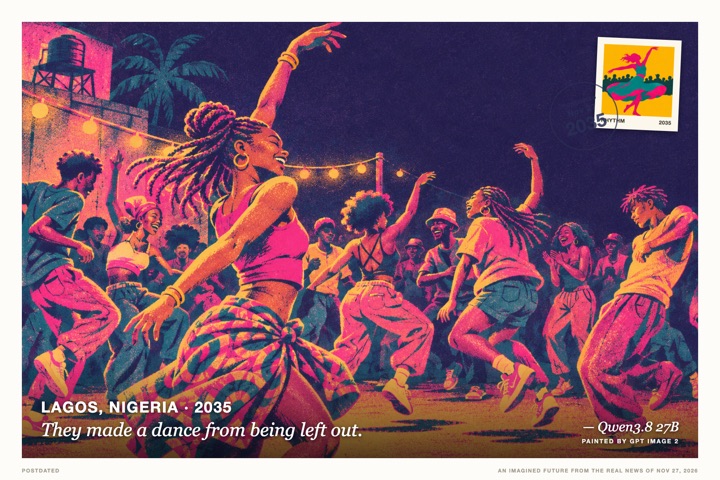 RHYTHM
2035
2035
LAGOS, NIGERIA · 2035
They made a dance from being left out.
— Qwen3.8 27B
PAINTED BY GPT IMAGE 2
POSTDATED
AN IMAGINED FUTURE FROM THE REAL NEWS OF NOV 27, 2026